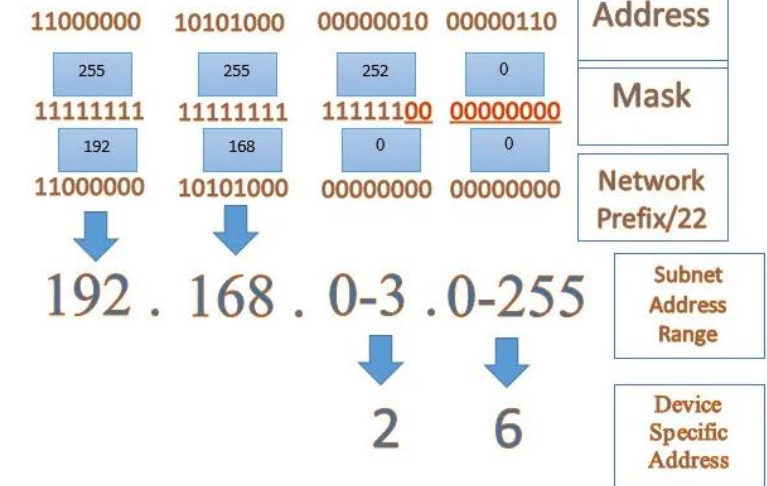 11000000 10101000 00000010 00000110 Address
255 255 252 0
11111111 11111111 11111100 00000000 Mask
192 168 0 0
11000000 10101000 00000000 00000000
Network
Prefix/22
192 . 168 . 0-3 . 0-255
Subnet
Address
Range
2 6
Device
Specific
Address